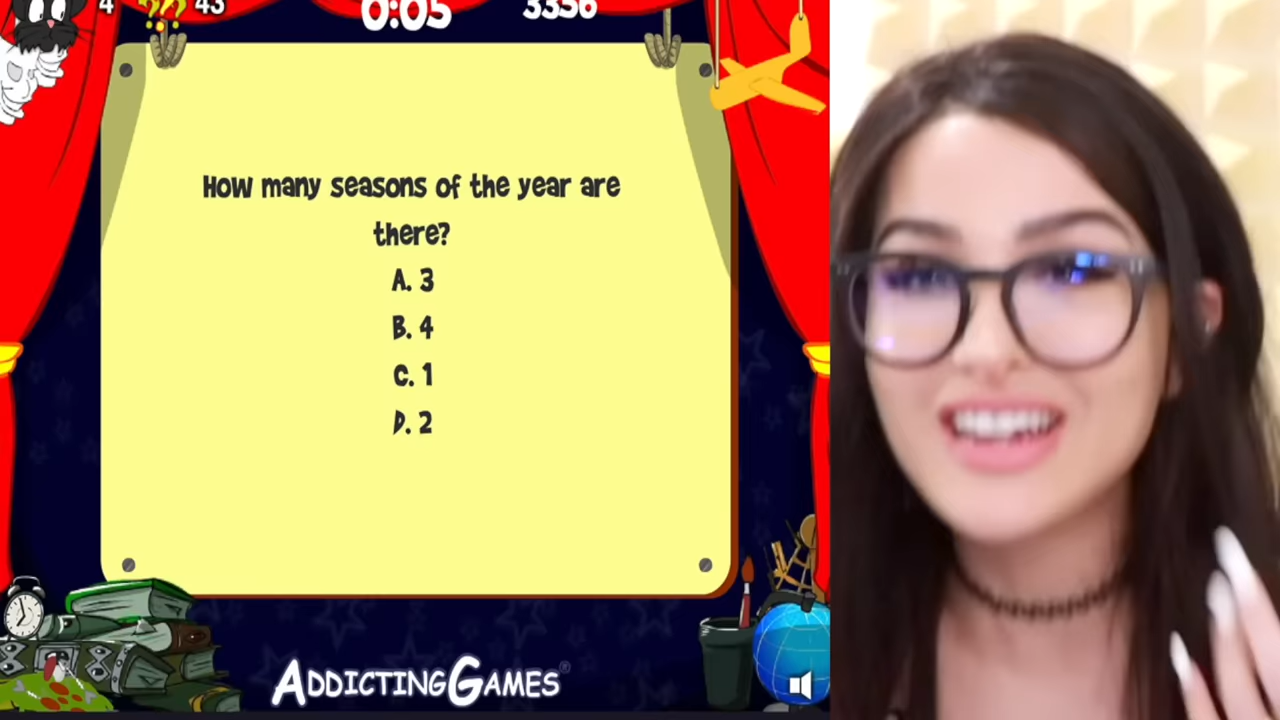 4 ?? 43 0:05 3356
How many seasons of the year are
there?
A. 3
B. 4
C. 1
D. 2
ADDICTINGGAMES®